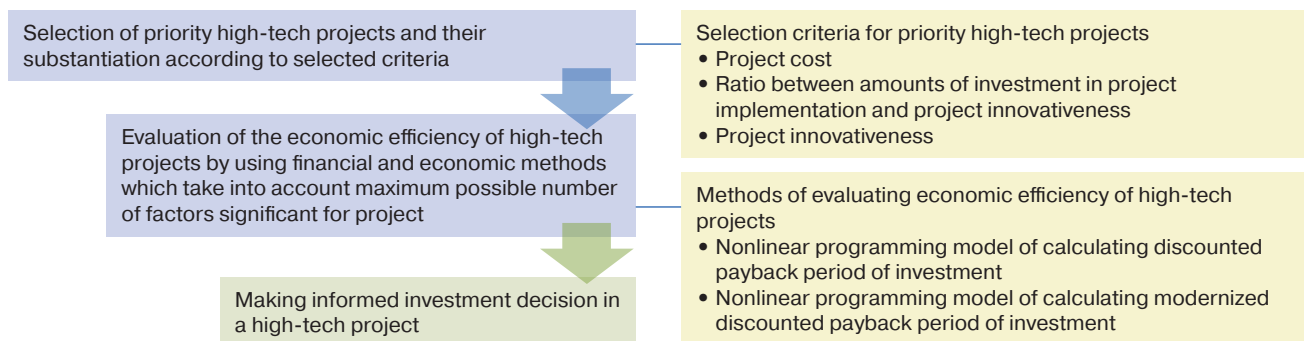 Selection of priority high-tech projects and their
substantiation according to selected criteria
Selection criteria for priority high-tech projects
• Project cost
• Ratio between amounts of investment in project
implementation and project innovativeness
• Project innovativeness
Evaluation of the economic efficiency of high-tech
projects by using financial and economic methods
which take into account maximum possible number
of factors significant for project
Methods of evaluating economic efficiency of high-tech
projects
• Nonlinear programming model of calculating discounted
payback period of investment
• Nonlinear programming model of calculating modernized
discounted payback period of investment
Making informed investment decision in
a high-tech project